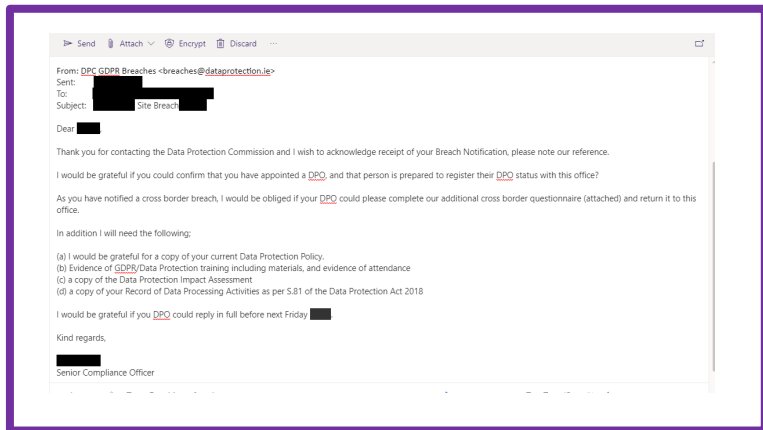 Send Attach Encrypt Discard ...
From: DPC GDPR Breaches <breaches@dataprotection.ie>
Sent:
To:
Subject: Site Breach
Dear ,
Thank you for contacting the Data Protection Commission and I wish to acknowledge receipt of your Breach Notification, please note our reference.
I would be grateful if you could confirm that you have appointed a DPO, and that person is prepared to register their DPO status with this office?
As you have notified a cross border breach, I would be obliged if your DPO could please complete our additional cross border questionnaire (attached) and return it to this
office.
In addition I will need the following;
(a) I would be grateful for a copy of your current Data Protection Policy.
(b) Evidence of GDPR/Data Protection training including materials, and evidence of attendance
(c) a copy of the Data Protection Impact Assessment
(d) a copy of your Record of Data Processing Activities as per S.81 of the Data Protection Act 2018
I would be grateful if you DPO could reply in full before next Friday .
Kind regards,
Senior Compliance Officer